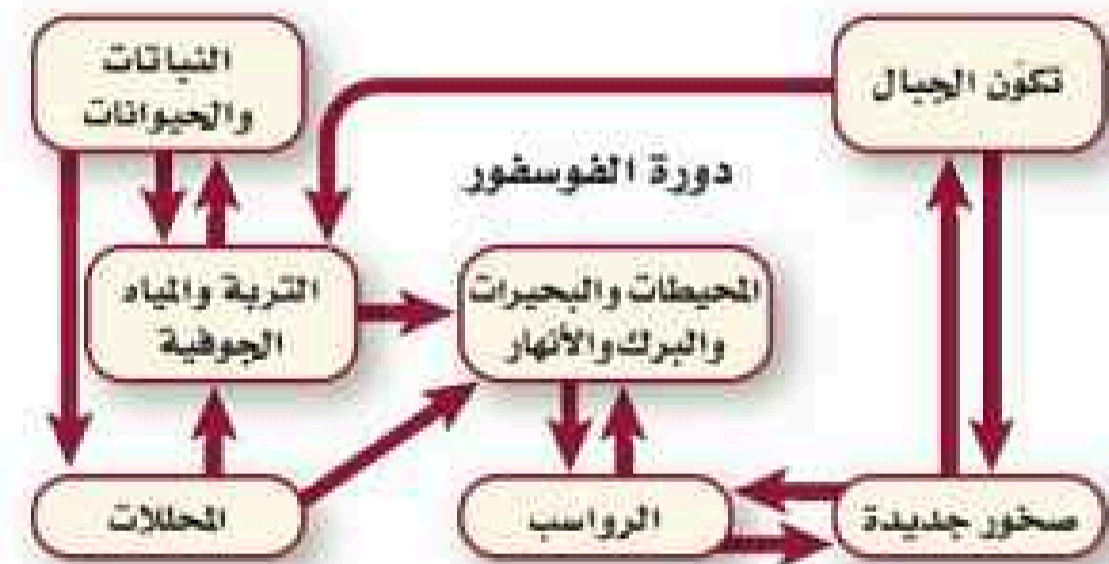 تكوّن الجبال
النباتات
والحيوانات
دورة الفوسفور
المحيطات والبحيرات
والبرك والأنهار
التربة والمياه
الجوفية
صخور جديدة
الرواسب
المحللات